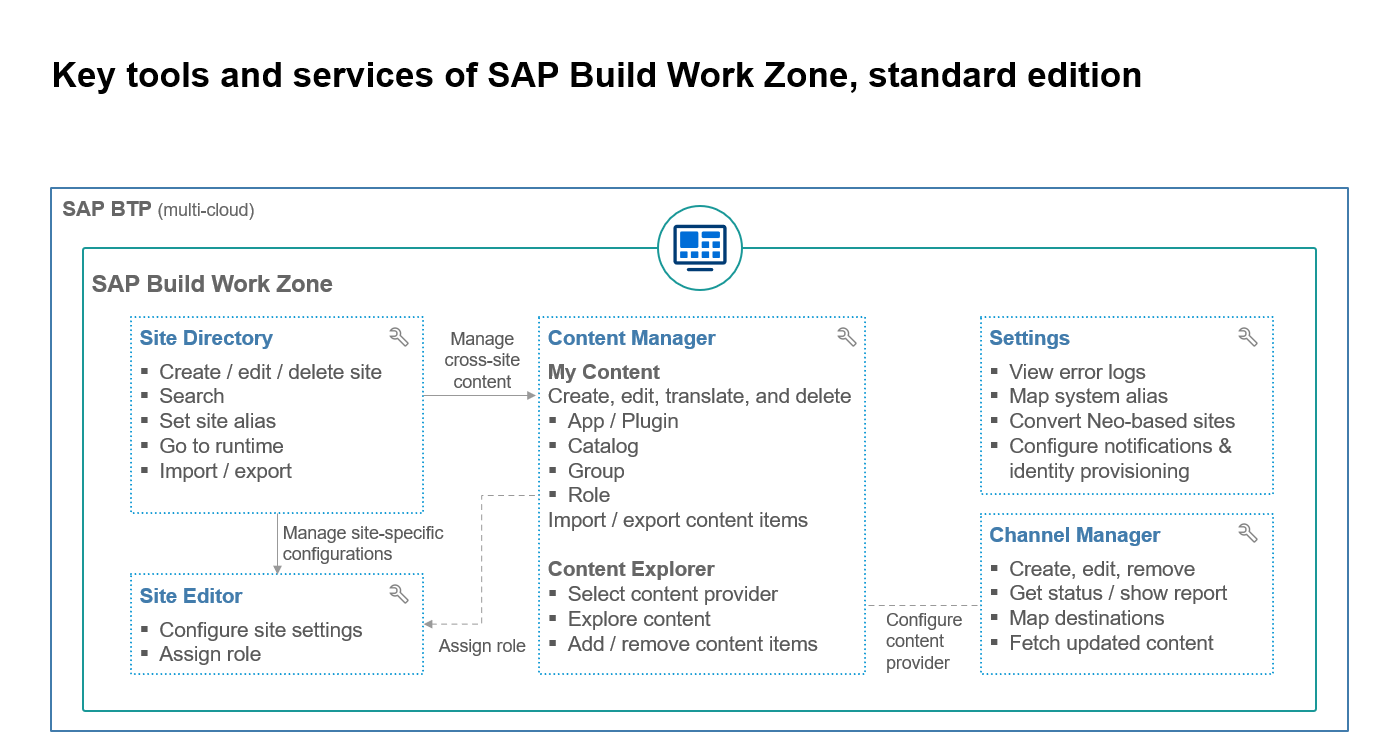 Key tools and services of SAP Build Work Zone, standard edition
SAP BTP (multi-cloud)
SAP Build Work Zone
Site Directory
▪ Create / edit / delete site
▪ Search
▪ Set site alias
▪ Go to runtime
▪ Import / export
Manage
cross-site
content
Manage site-specific
configurations
Site Editor
▪ Configure site settings
▪ Assign role
Assign role
Content Manager
My Content
Create, edit, translate, and delete
▪ App / Plugin
▪ Catalog
▪ Group
▪ Role
Import / export content items
Content Explorer
▪ Select content provider
▪ Explore content
▪ Add / remove content items
Configure
content
provider
Settings
▪ View error logs
▪ Map system alias
▪ Convert Neo-based sites
▪ Configure notifications &
identity provisioning
Channel Manager
▪ Create, edit, remove
▪ Get status / show report
▪ Map destinations
▪ Fetch updated content